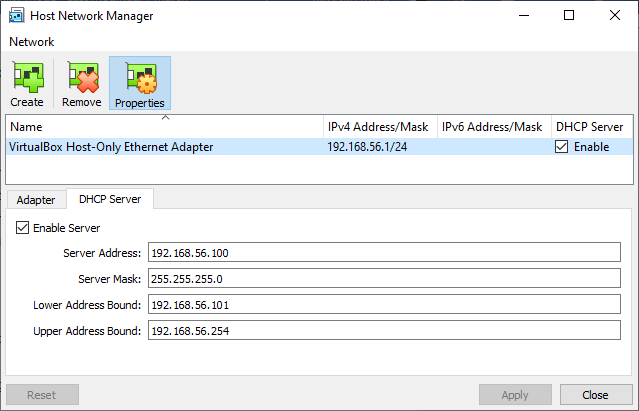 Host Network Manager
Network
Create Remove Properties
Name IPv4 Address/Mask IPv6 Address/Mask DHCP Server
VirtualBox Host-Only Ethernet Adapter 192.168.56.1/24 Enable
Adapter DHCP Server
Enable Server
Server Address: 192.168.56.100
Server Mask: 255.255.255.0
Lower Address Bound: 192.168.56.101
Upper Address Bound: 192.168.56.254
Reset Apply Close